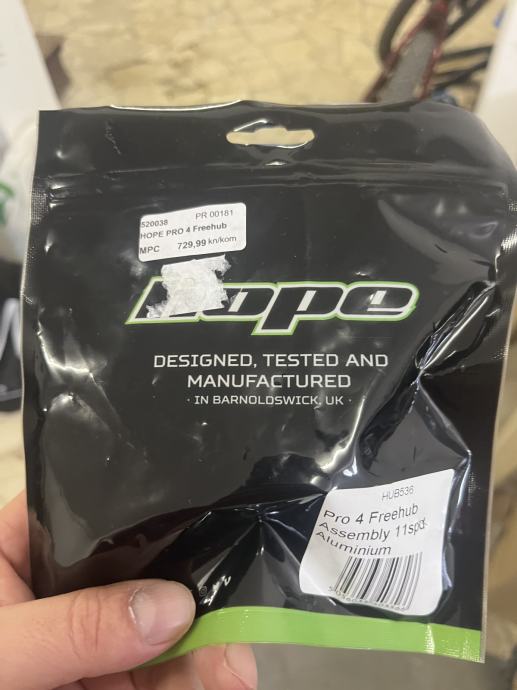 520038 PR 00181
HOPE PRO 4 Freehub
MPC 729,99 kn/kom
hope
DESIGNED, TESTED AND
MANUFACTURED
· IN BARNOLDSWICK, UK ·
HUB536
Pro 4 Freehub
Assembly 11spd
Aluminium
®